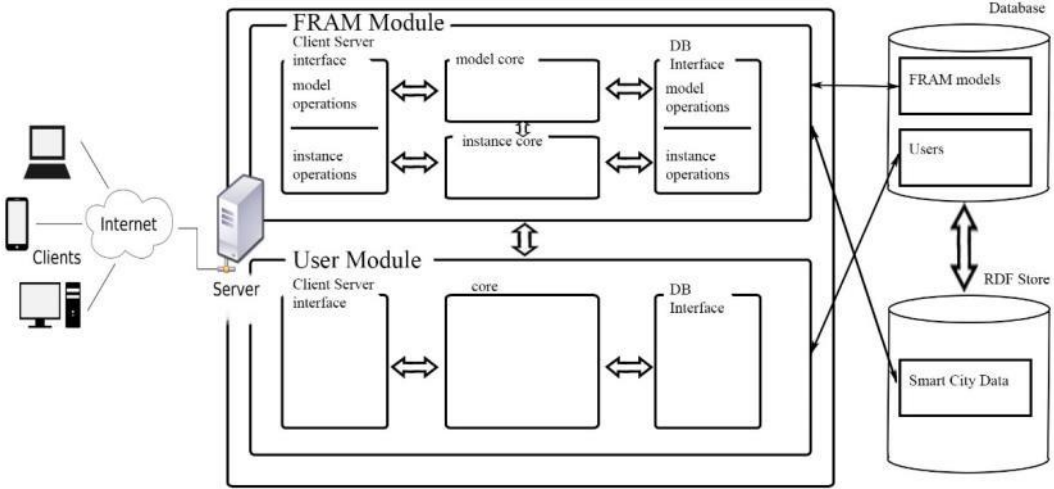 Database
FRAM Module
Client Server
interface
model
operations
instance
operations
model core
instance core
DB
Interface
model
operations
instance
operations
FRAM models
Users
Internet
Clients
Server
User Module
Client Server
interface
core
DB
Interface
RDF Store
Smart City Data